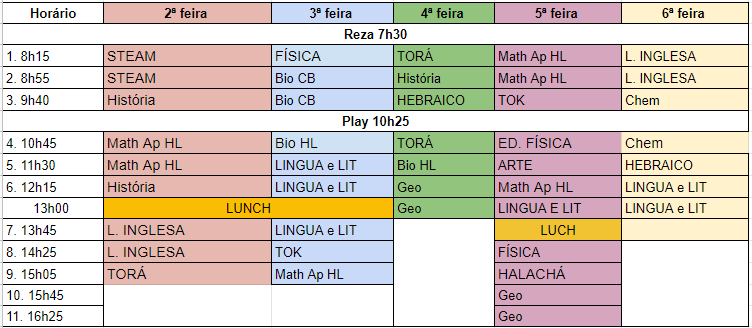 Horário 2ª feira 3ª feira 4ª feira 5ª feira 6ª feira
Reza 7h30
1. 8h15 STEAM FÍSICA TORÁ Math Ap HL L. INGLESA
2. 8h55 STEAM Bio CB História Math Ap HL L. INGLESA
3. 9h40 História Bio CB HEBRAICO TOK Chem
Play 10h25
4. 10h45 Math Ap HL Bio HL TORÁ ED. FÍSICA Chem
5. 11h30 Math Ap HL LINGUA e LIT Bio HL ARTE HEBRAICO
6. 12h15 História LINGUA e LIT Geo Math Ap HL LINGUA e LIT
13h00 LUNCH Geo LINGUA E LIT LINGUA e LIT
7. 13h45 L. INGLESA LINGUA e LIT LUCH
8. 14h25 L. INGLESA TOK FÍSICA
9. 15h05 TORÁ Math Ap HL HALACHÁ
10. 15h45 Geo
11. 16h25 Geo